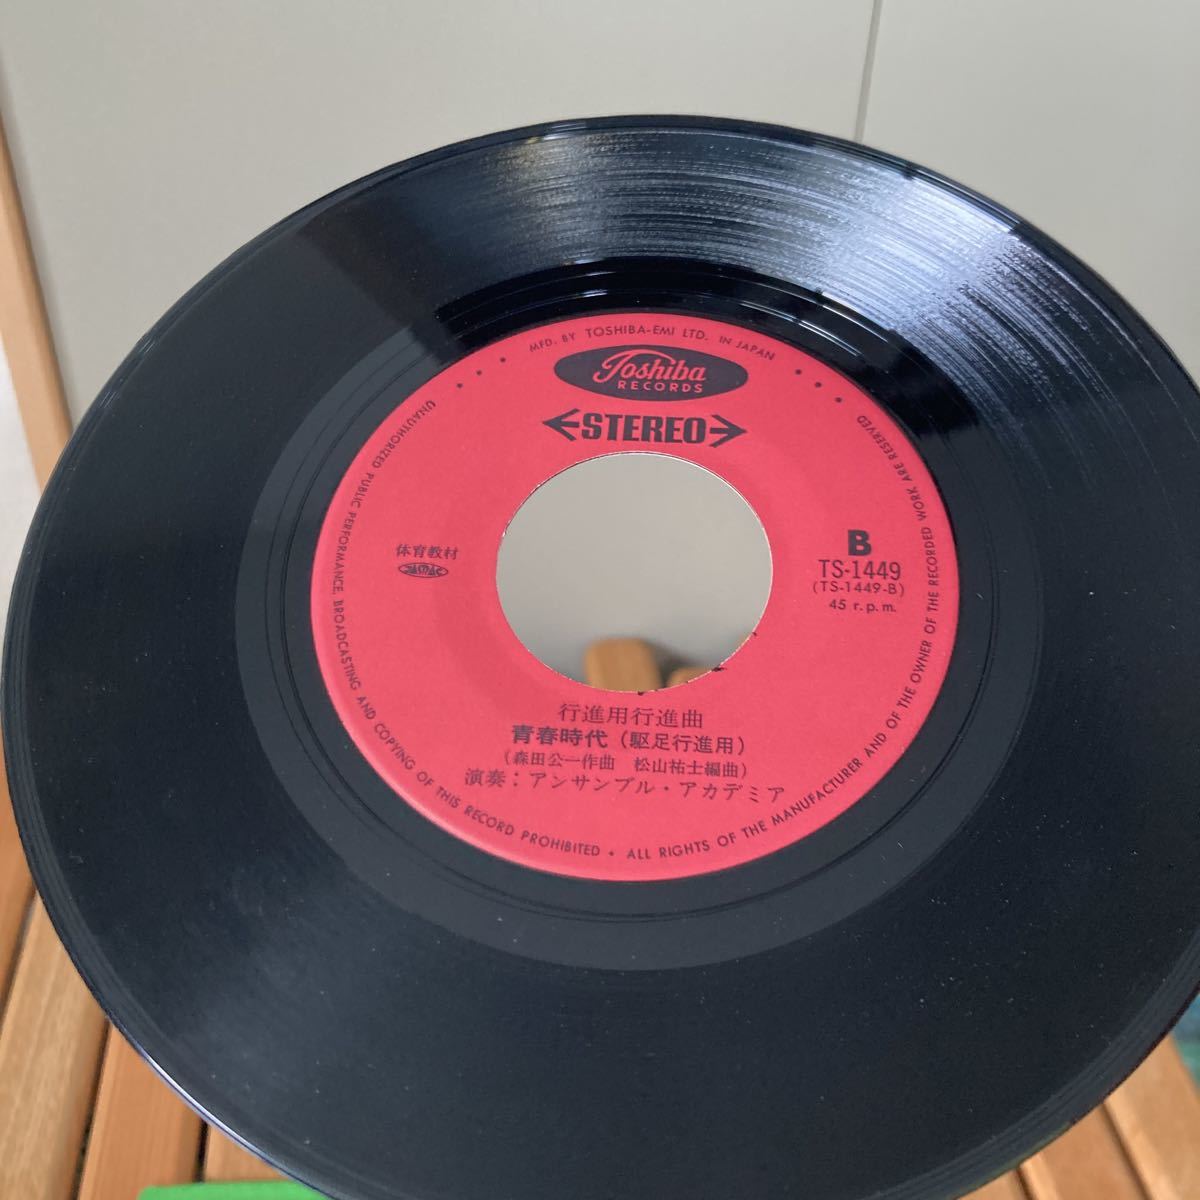 MFD. BY TOSHIBA-EMI LTD. IN JAPAN
Toshiba
RECORDS
STEREO
体育教材
JASRAC
B
TS-1449
(TS-1449-B)
45 r.p.m.
行進用行進曲
青春時代（駆足行進用）
（森田公一作曲 松山祐士編曲）
演奏：アンサンブル・アカデミア
UNAUTHORIZED PUBLIC PERFORMANCE, BROADCASTING AND COPYING OF THIS RECORD PROHIBITED • ALL RIGHTS OF THE MANUFACTURER AND OF THE OWNER OF THE RECORDED WORK ARE RESERVED